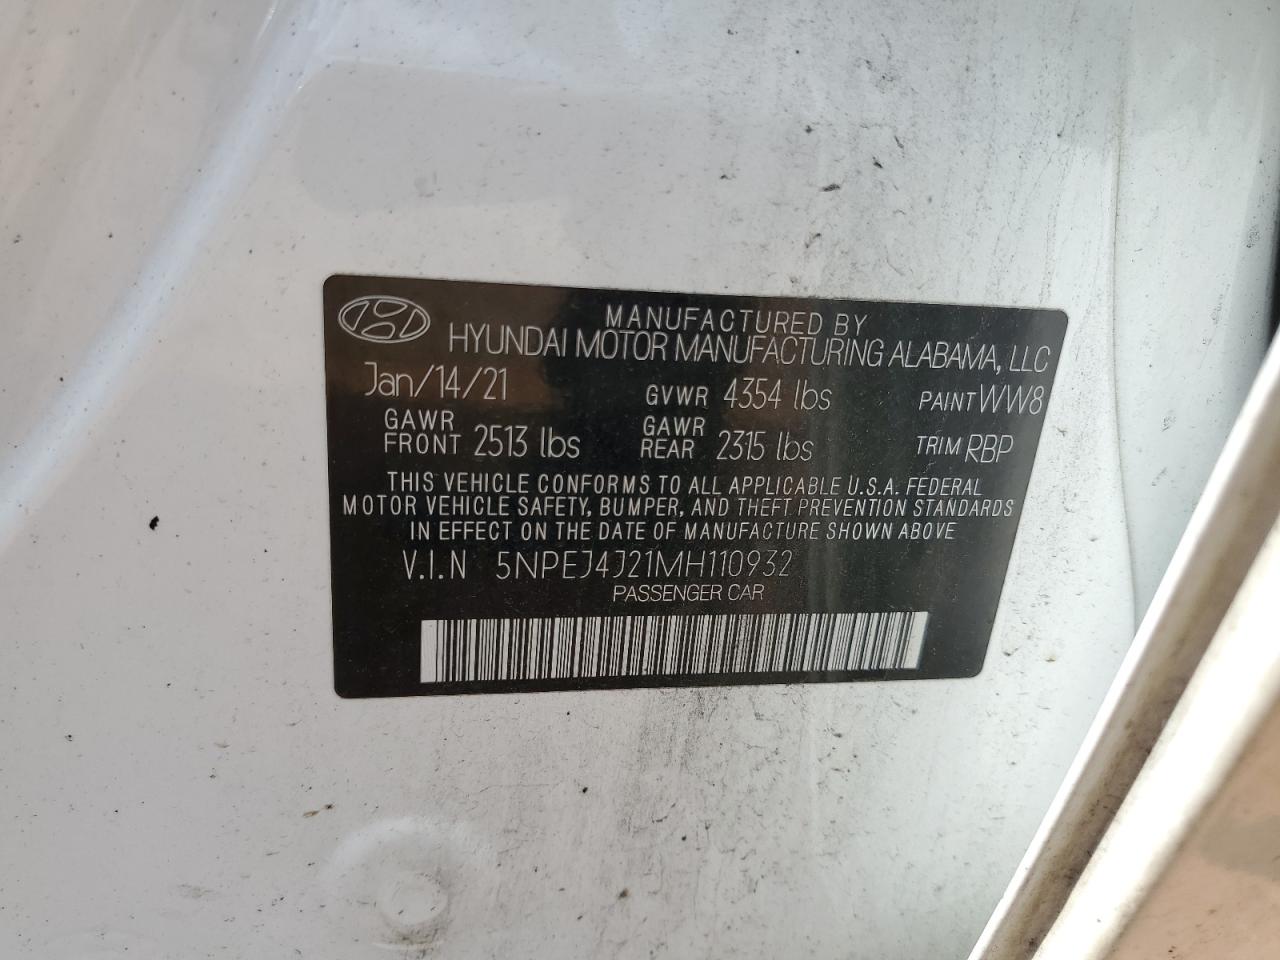 MANUFACTURED BY
HYUNDAI MOTOR MANUFACTURING ALABAMA, LLC
Jan/14/21 GVWR 4354 lbs PAINT WW8
GAWR FRONT 2513 lbs GAWR REAR 2315 lbs TRIM RBP
THIS VEHICLE CONFORMS TO ALL APPLICABLE U.S.A. FEDERAL
MOTOR VEHICLE SAFETY, BUMPER, AND THEFT PREVENTION STANDARDS
IN EFFECT ON THE DATE OF MANUFACTURE SHOWN ABOVE
V.I.N 5NPEJ4J21MH110932
PASSENGER CAR